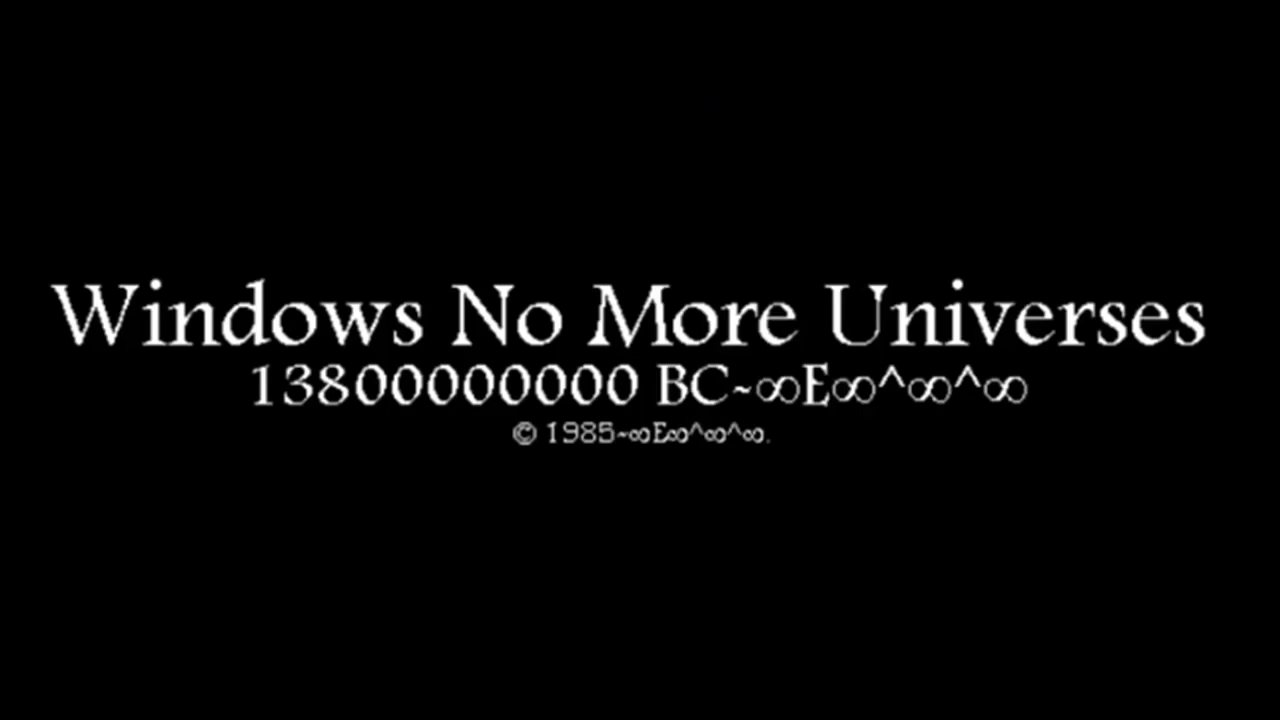 Windows No More Universes
13800000000 BC~∞E∞^∞^∞
© 1985~∞E∞^∞^∞.